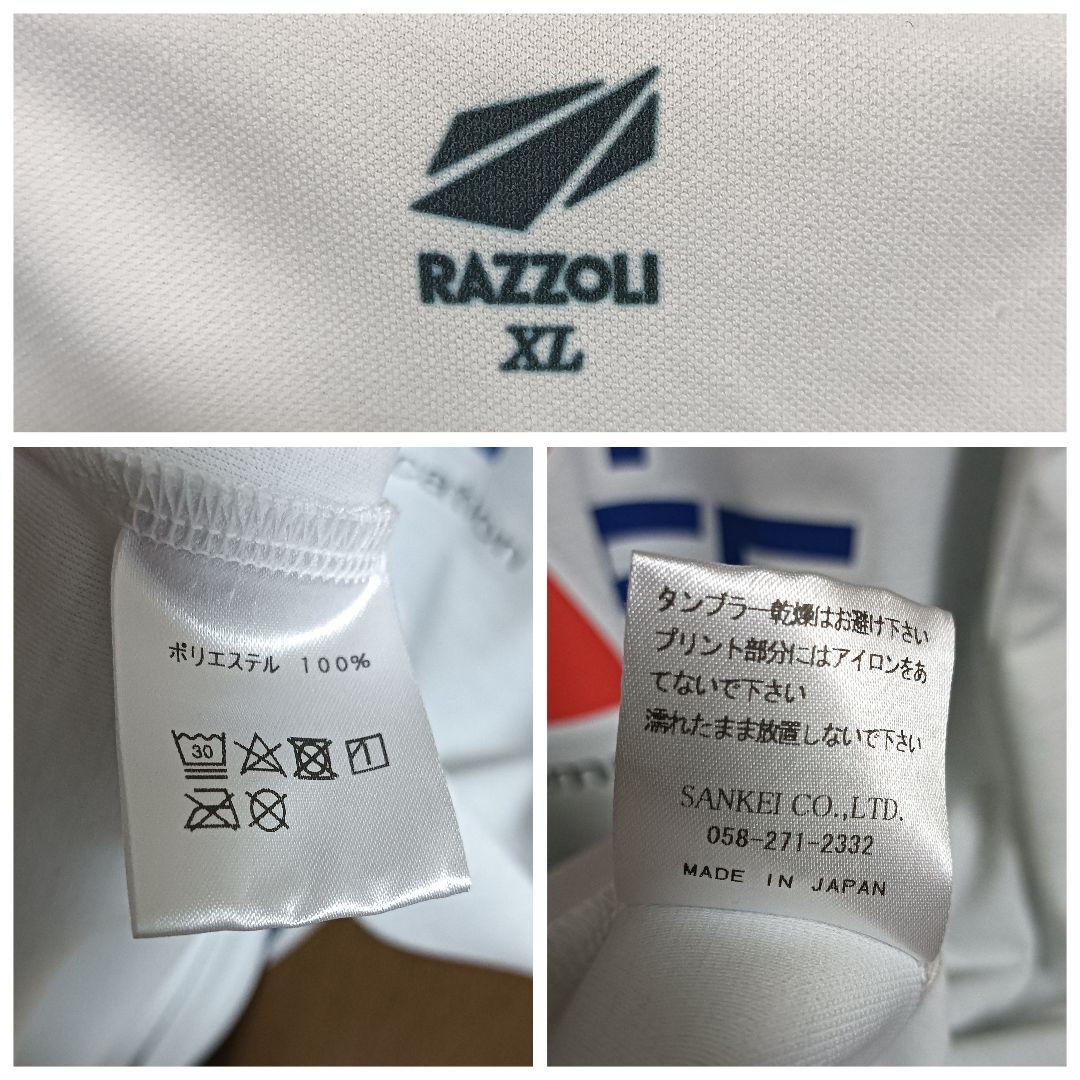 RAZZOLI
XL
cation
ポリエステル 100%
30
タンブラー乾燥はお避け下さい
プリント部分にはアイロンをあ
てないで下さい
濡れたまま放置しないで下さい
SANKEI CO.,LTD.
058-271-2332
MADE IN JAPAN